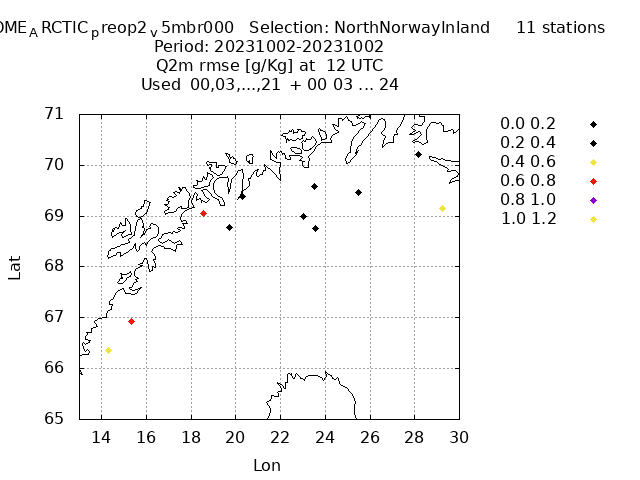 OME A RCTIC p reop2 v 5mbr000 Selection: NorthNorwayInland 11 stations
Period: 20231002-20231002
Q2m rmse [g/Kg] at 12 UTC
Used 00,03,...,21 + 00 03 ... 24
71
70
69
68
67
66
65
14 16 18 20 22 24 26 28 30
Lat
Lon
0.0 0.2
0.2 0.4
0.4 0.6
0.6 0.8
0.8 1.0
1.0 1.2